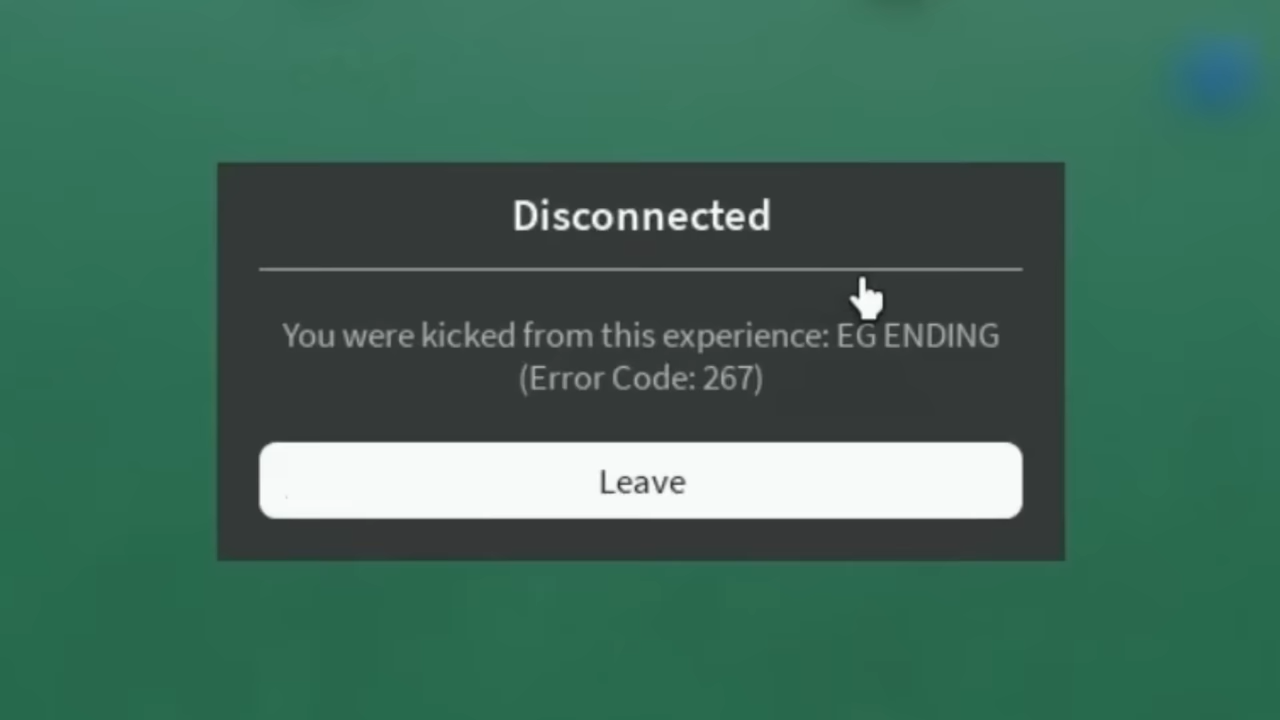 Disconnected
You were kicked from this experience: EG ENDING
(Error Code: 267)
Leave